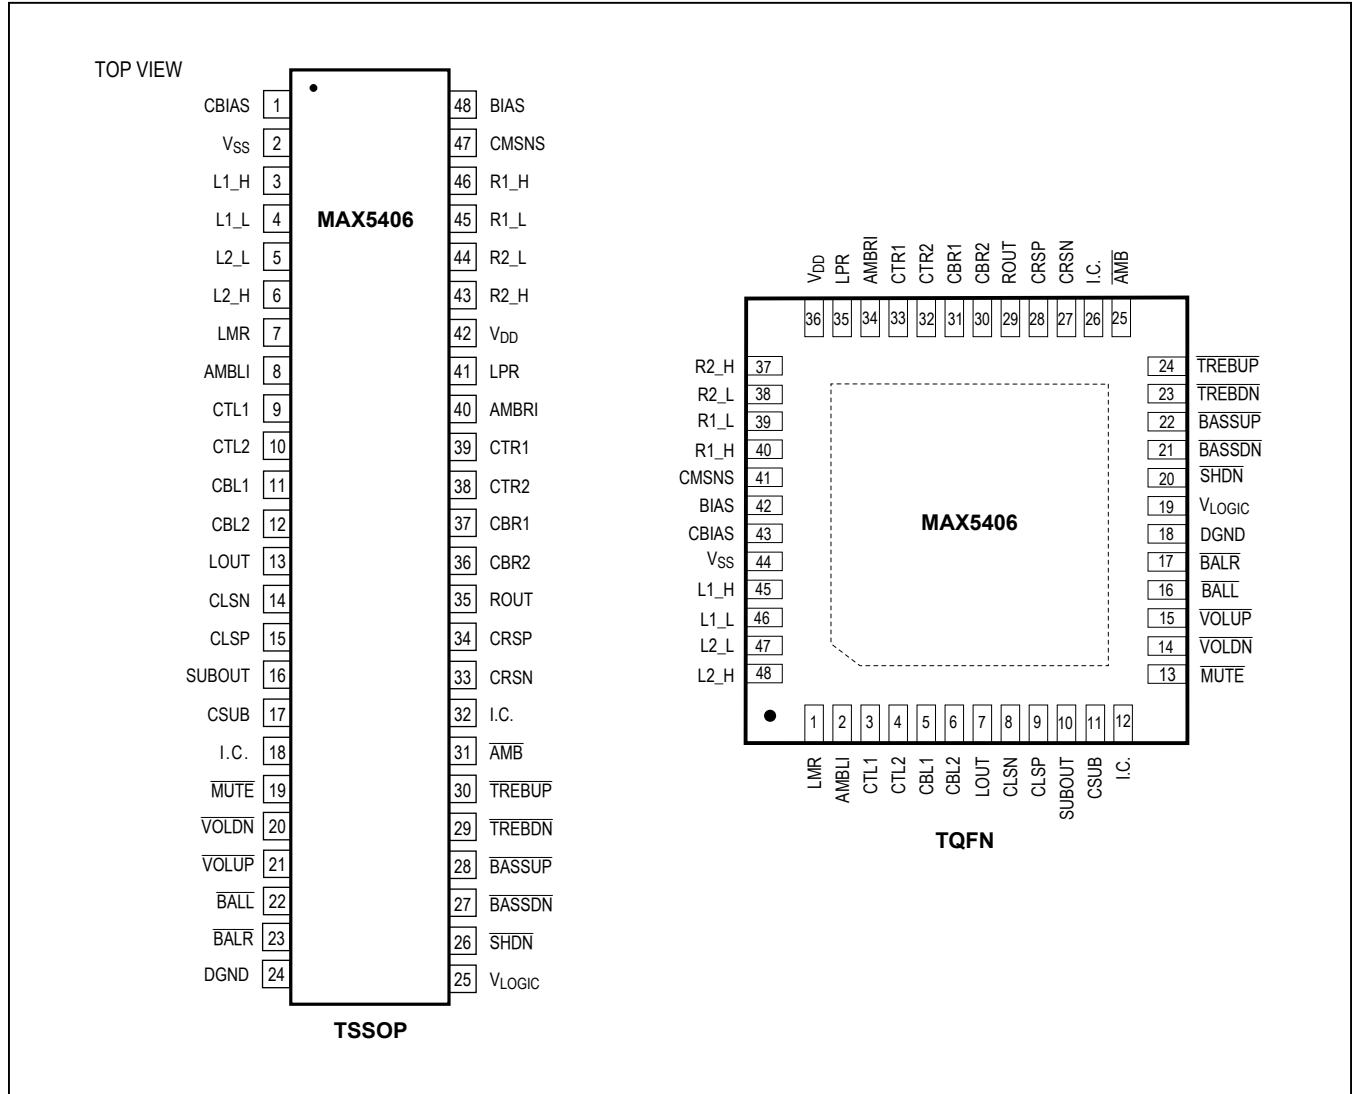 TOP VIEW
CBIAS 1 48 BIAS
VSS 2 47 CMSNS
L1_H 3 46 R1_H
L1_L 4 MAX5406 45 R1_L
L2_L 5 44 R2_L
L2_H 6 43 R2_H
LMR 7 42 VDD
AMBLI 8 41 LPR
CTL1 9 40 AMBRI
CTL2 10 39 CTR1
CBL1 11 38 CTR2
CBL2 12 37 CBR1
LOUT 13 36 CBR2
CLSN 14 35 ROUT
CLSP 15 34 CRSP
SUBOUT 16 33 CRSN
CSUB 17 32 I.C.
I.C. 18 31 AMB
MUTE 19 30 TREBUP
VOLDN 20 29 TREBDN
VOLUP 21 28 BASSUP
BALL 22 27 BASSDN
BALR 23 26 SHDN
DGND 24 25 VLOGIC
TSSOP
VDD LPR AMBRI CTR1 CTR2 CBR1 CBR2 ROUT CRSP CRSN I.C. AMB
36 35 34 33 32 31 30 29 28 27 26 25
R2_H 37 24 TREBUP
R2_L 38 23 TREBDN
R1_L 39 22 BASSUP
R1_H 40 21 BASSDN
CMSNS 41 20 SHDN
BIAS 42 19 VLOGIC
MAX5406
CBIAS 43 18 DGND
VSS 44 17 BALR
L1_H 45 16 BALL
L1_L 46 15 VOLUP
L2_L 47 14 VOLDN
L2_H 48 13 MUTE
1 2 3 4 5 6 7 8 9 10 11 12
LMR AMBLI CTL1 CTL2 CBL1 CBL2 LOUT CLSN CLSP SUBOUT CSUB I.C.
TQFN